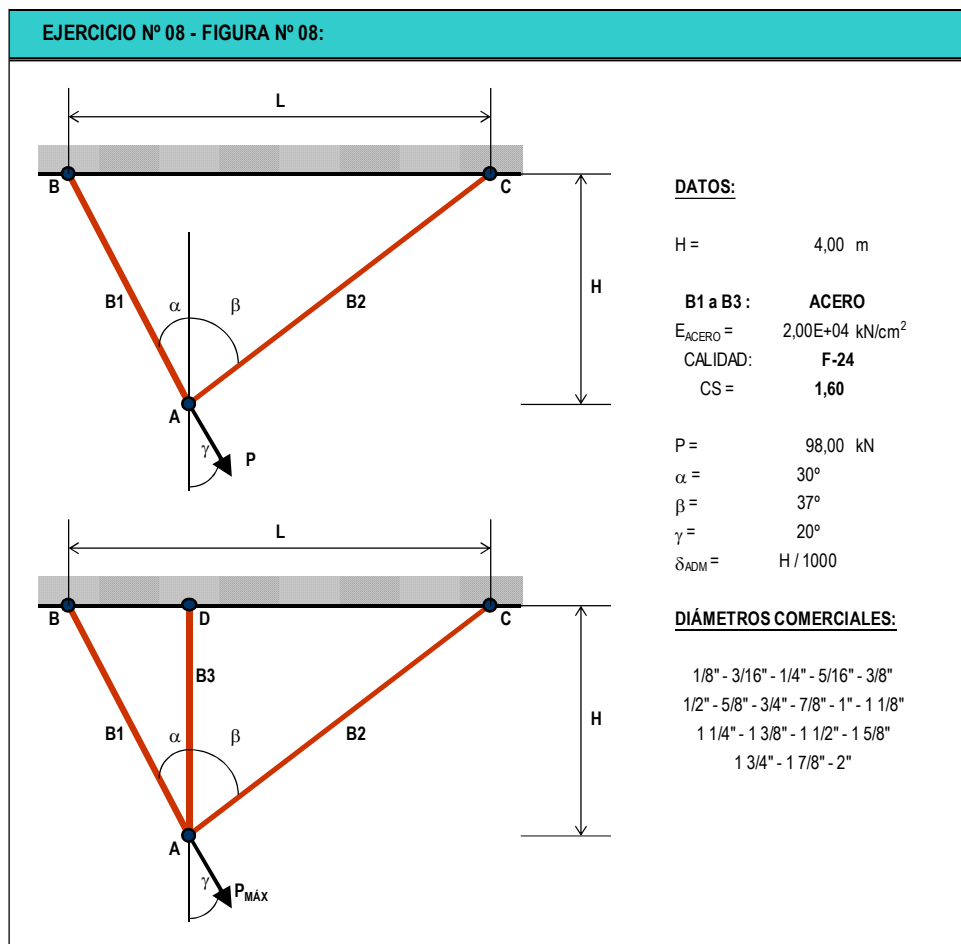 EJERCICIO Nº 08 - FIGURA Nº 08:
L
B
C
B1
α
β
B2
H
A
γ
P
L
B
D
C
B3
B1
α
β
B2
H
A
γ
PMÁX
DATOS:
H = 4,00 m
B1 a B3 : ACERO
EACERO = 2,00E+04 kN/cm²
CALIDAD: F-24
CS = 1,60
P = 98,00 kN
α = 30º
β = 37º
γ = 20º
δADM = H / 1000
DIÁMETROS COMERCIALES:
1/8" - 3/16" - 1/4" - 5/16" - 3/8"
1/2" - 5/8" - 3/4" - 7/8" - 1" - 1 1/8"
1 1/4" - 1 3/8" - 1 1/2" - 1 5/8"
1 3/4" - 1 7/8" - 2"